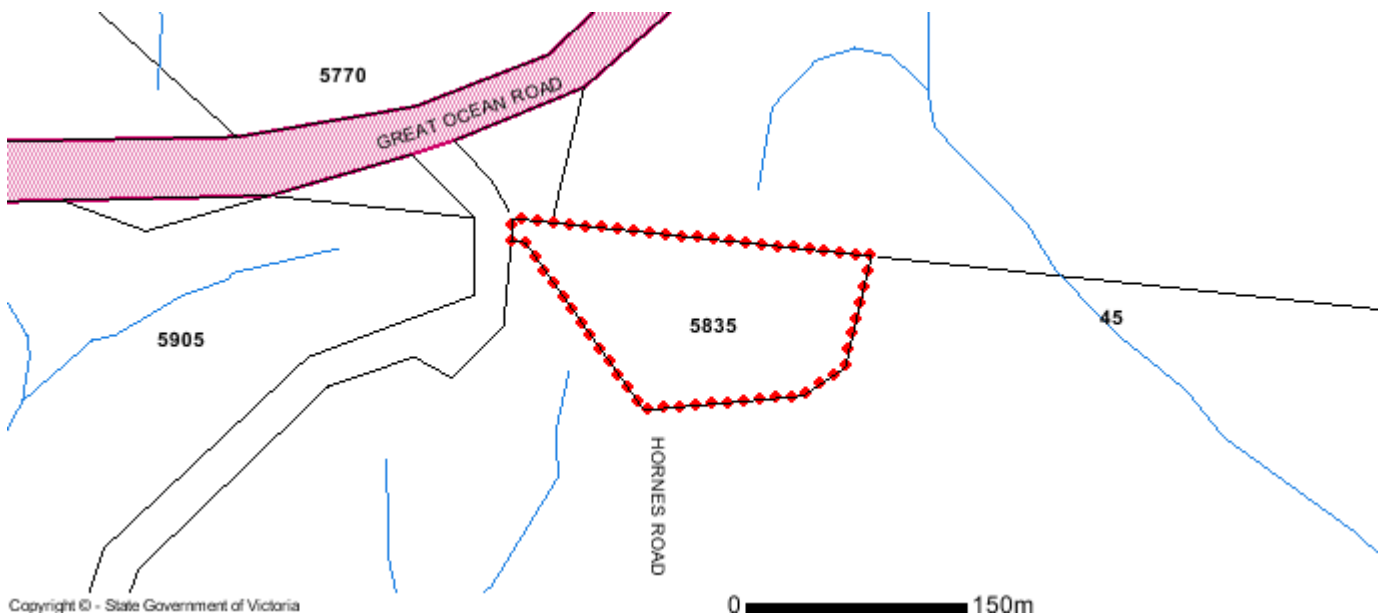 5770
GREAT OCEAN ROAD
5835
45
5905
HORNES ROAD
Copyright © - State Government of Victoria
0 150m